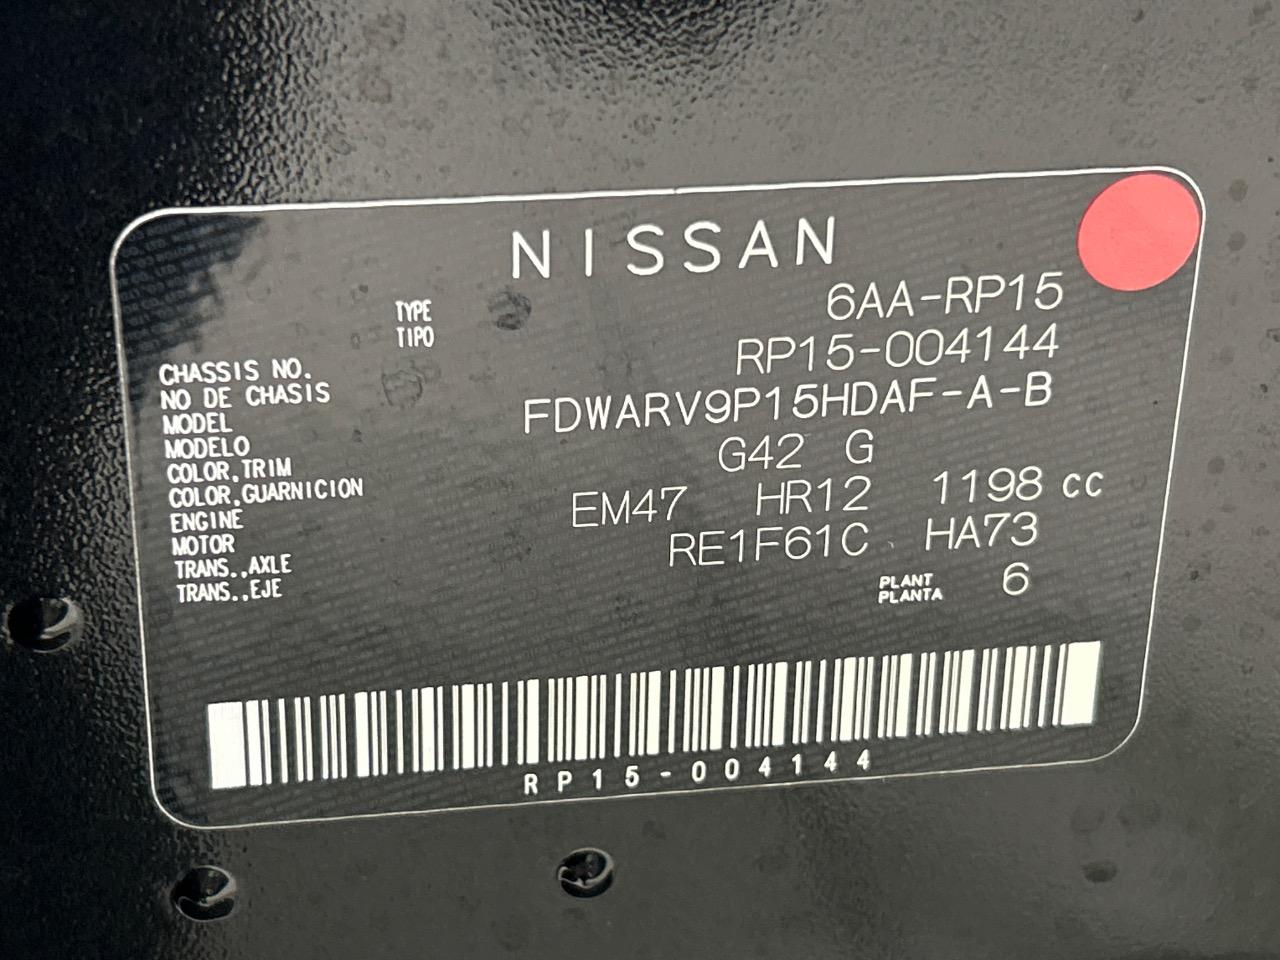 NISSAN
TYPE 6AA-RP15
TIPO
CHASSIS NO. RP15-004144
NO DE CHASIS
MODEL FDWARV9P15HDAF-A-B
MODELO
COLOR,TRIM G42 G
COLOR,GUARNICION
ENGINE EM47 HR12 1198 cc
MOTOR
TRANS.,AXLE RE1F61C HA73
TRANS.,EJE
PLANT 6
PLANTA
RP15-004144